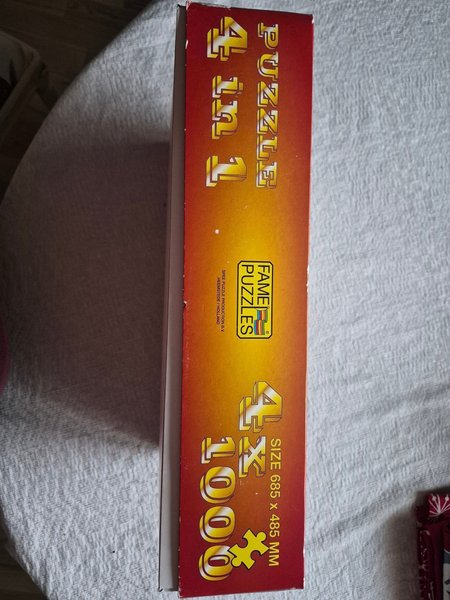 PUZZLE
4 in 1
FAME
PUZZLES
SIZE 685 x 485 MM
4x
1000